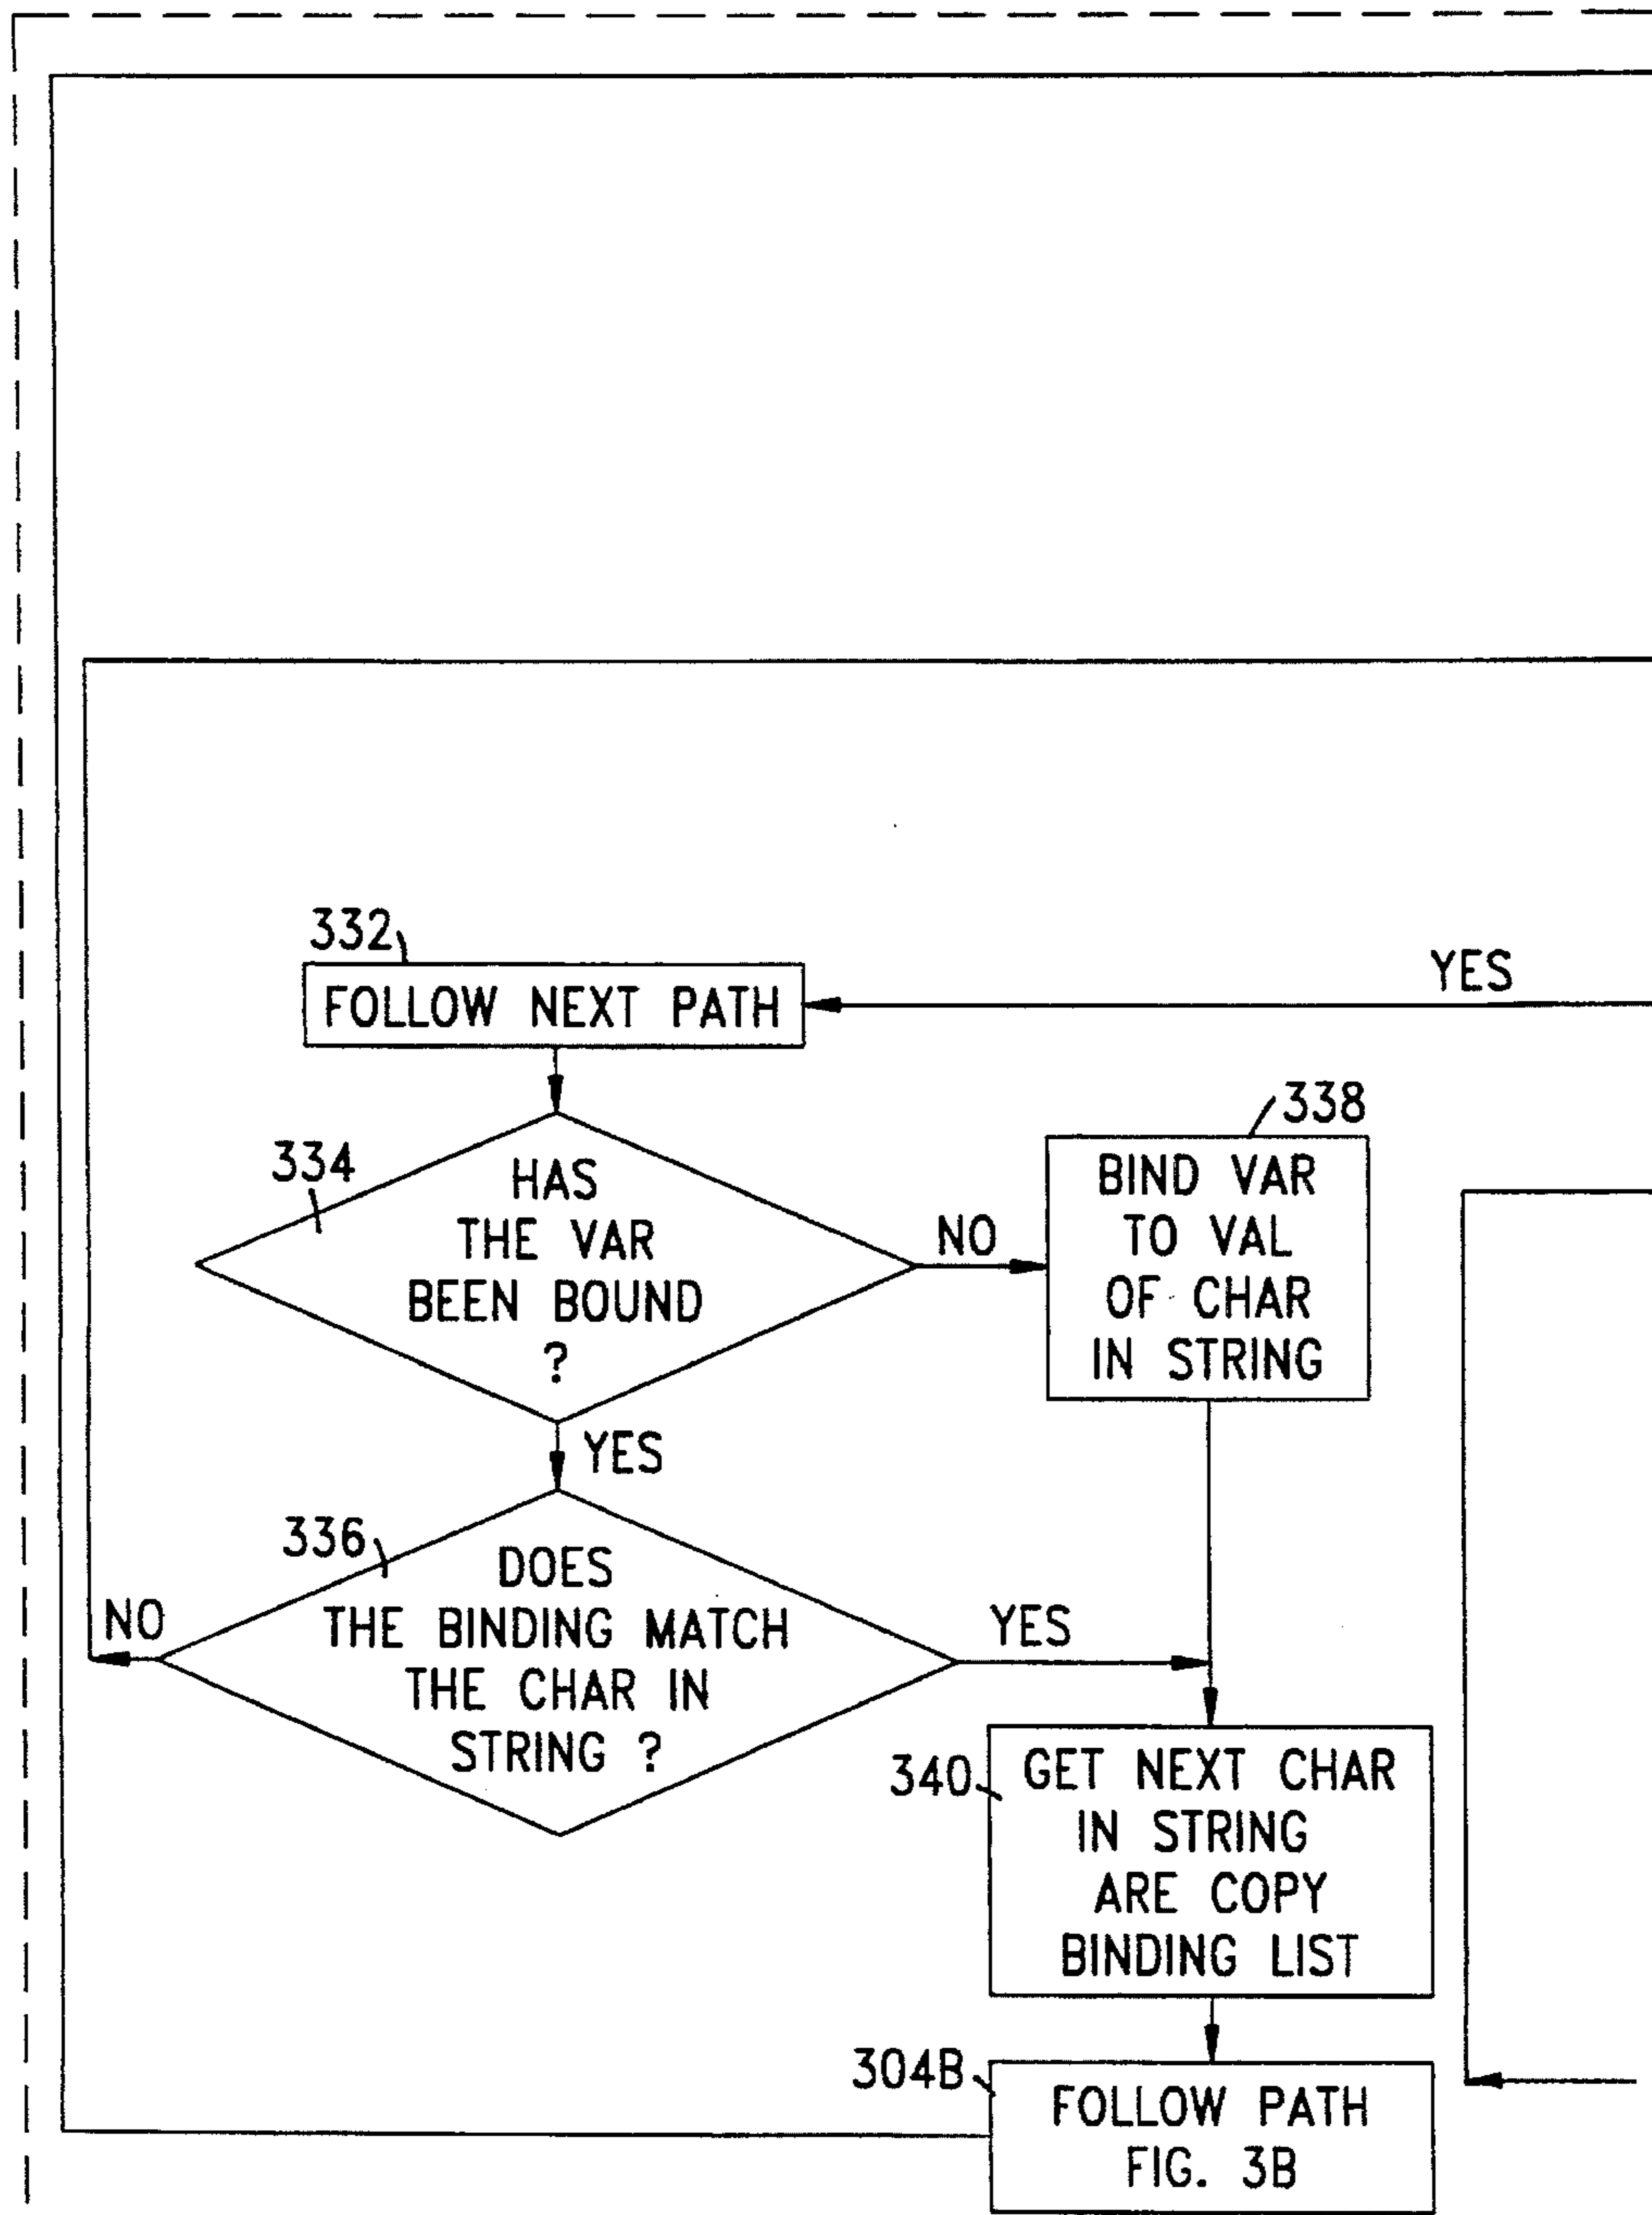 332
FOLLOW NEXT PATH
YES
334
HAS
THE VAR
BEEN BOUND
?
NO
338
BIND VAR
TO VAL
OF CHAR
IN STRING
YES
336
DOES
THE BINDING MATCH
THE CHAR IN
STRING ?
NO
YES
340
GET NEXT CHAR
IN STRING
ARE COPY
BINDING LIST
304B
FOLLOW PATH
FIG. 3B